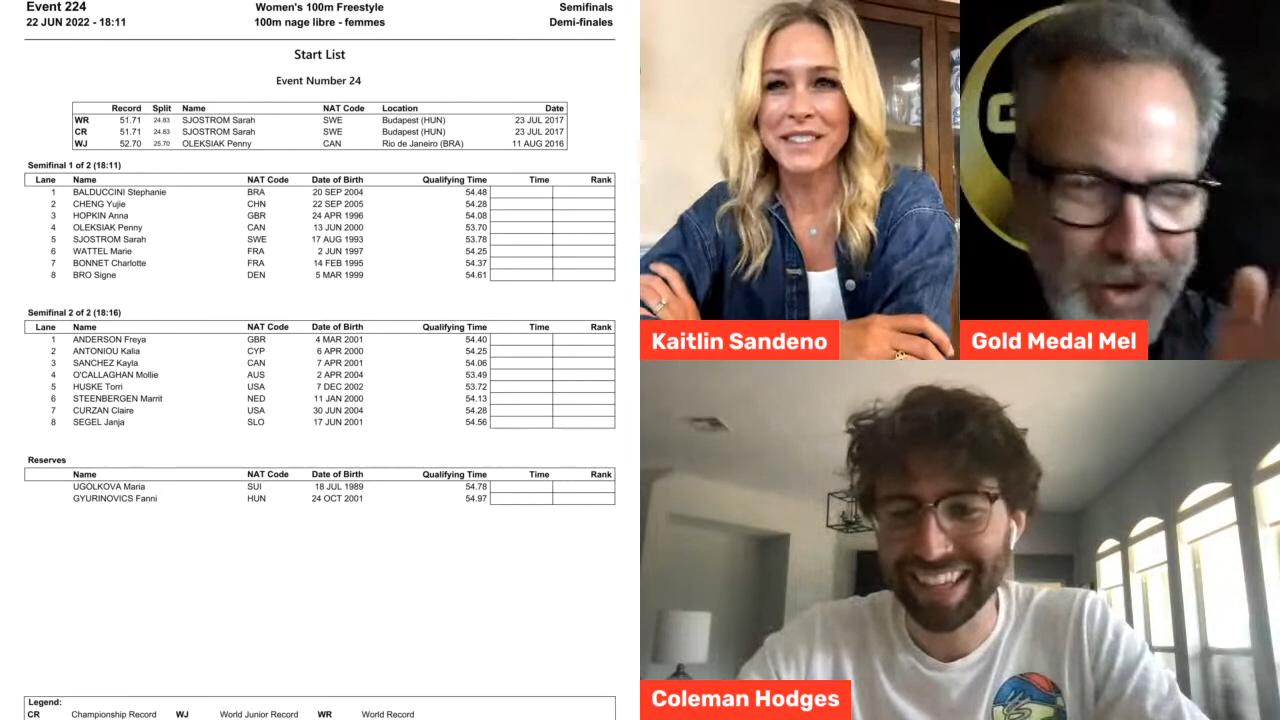 Event 224 Women's 100m Freestyle Semifinals
22 JUN 2022 - 18:11 100m nage libre - femmes Demi-finales
Start List
Event Number 24
Record Split Name NAT Code Location Date
WR 51.71 24.83 SJOSTROM Sarah SWE Budapest (HUN) 23 JUL 2017
CR 51.71 24.83 SJOSTROM Sarah SWE Budapest (HUN) 23 JUL 2017
WJ 52.70 25.70 OLEKSIAK Penny CAN Rio de Janeiro (BRA) 11 AUG 2016
Semifinal 1 of 2 (18:11)
Lane Name NAT Code Date of Birth Qualifying Time Time Rank
1 BALDUCCINI Stephanie BRA 20 SEP 2004 54.48
2 CHENG Yujie CHN 22 SEP 2005 54.28
3 HOPKIN Anna GBR 24 APR 1996 54.08
4 OLEKSIAK Penny CAN 13 JUN 2000 53.70
5 SJOSTROM Sarah SWE 17 AUG 1993 53.78
6 WATTEL Marie FRA 2 JUN 1997 54.25
7 BONNET Charlotte FRA 14 FEB 1995 54.37
8 BRO Signe DEN 5 MAR 1999 54.61
Semifinal 2 of 2 (18:16)
Lane Name NAT Code Date of Birth Qualifying Time Time Rank
1 ANDERSON Freya GBR 4 MAR 2001 54.40
2 ANTONIOU Kalia CYP 6 APR 2000 54.25
3 SANCHEZ Kayla CAN 7 APR 2001 54.06
4 O'CALLAGHAN Mollie AUS 2 APR 2004 53.49
5 HUSKE Torri USA 7 DEC 2002 53.72
6 STEENBERGEN Marrit NED 11 JAN 2000 54.13
7 CURZAN Claire USA 30 JUN 2004 54.28
8 SEGEL Janja SLO 17 JUN 2001 54.56
Reserves
Name NAT Code Date of Birth Qualifying Time Time Rank
UGOLKOVA Maria SUI 18 JUL 1989 54.78
GYURINOVICS Fanni HUN 24 OCT 2001 54.97
Legend:
CR Championship Record WJ World Junior Record WR World Record
Kaitlin Sandeno
Gold Medal Mel
Coleman Hodges